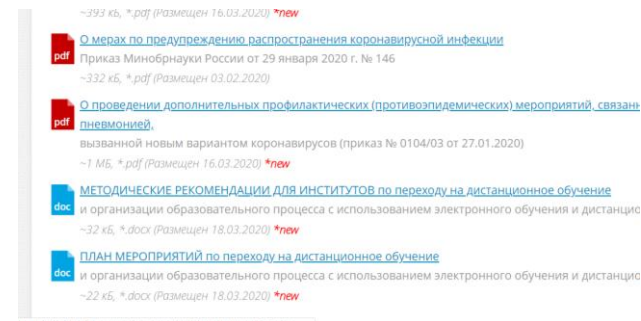 ~393 кБ, *.pdf (Размещен 16.03.2020) *new
О мерах по предупреждению распространения коронавирусной инфекции
pdf Приказ Минобрнауки России от 29 января 2020 г. № 146
~332 кБ, *.pdf (Размещен 03.02.2020)
О проведении дополнительных профилактических (противоэпидемических) мероприятий, связанн
pdf пневмонией,
вызванной новым вариантом коронавирусов (приказ № 0104/03 от 27.01.2020)
~1 МБ, *.pdf (Размещен 16.03.2020) *new
МЕТОДИЧЕСКИЕ РЕКОМЕНДАЦИИ ДЛЯ ИНСТИТУТОВ по переходу на дистанционное обучение
doc и организации образовательного процесса с использованием электронного обучения и дистанцио
~32 кБ, *.docx (Размещен 18.03.2020) *new
ПЛАН МЕРОПРИЯТИЙ по переходу на дистанционное обучение
doc и организации образовательного процесса с использованием электронного обучения и дистанцио
~22 кБ, *.docx (Размещен 18.03.2020) *new